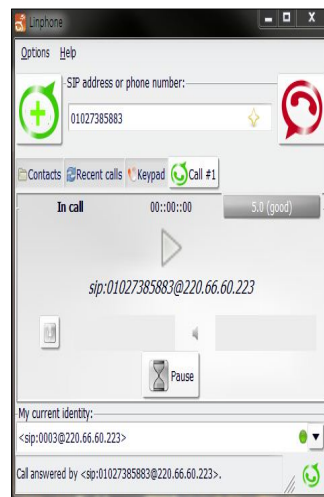 Linphone
Options Help
SIP address or phone number:
01027385883
Contacts Recent calls Keypad Call #1
In call 00::00::00 5.0 (good)
sip:01027385883@220.66.60.223
Pause
My current identity:
<sip:0003@220.66.60.223>
Call answered by <sip:01027385883@220.66.60.223>.